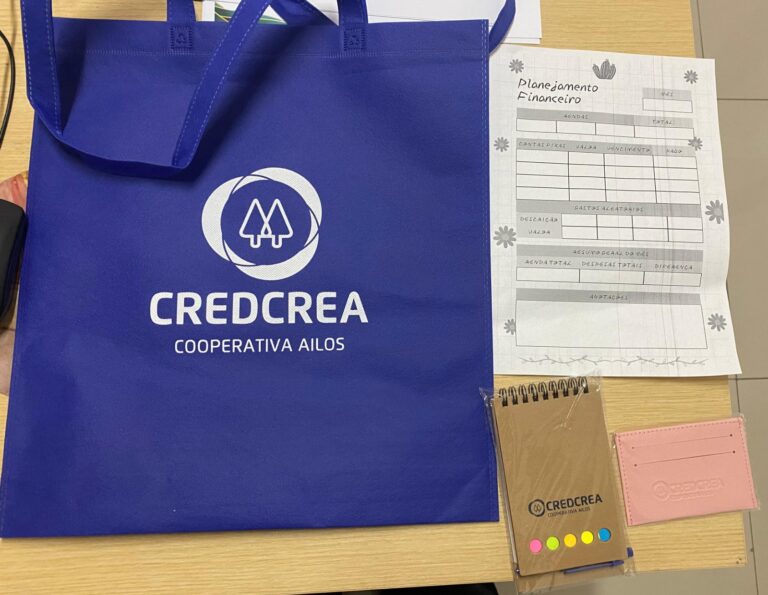 CREDCREA
COOPERATIVA AILOS
Planejamento
Financeiro
MÊS
RENDAS TOTAL
CONTAS FIXAS VALOR VENCIMENTO PAGO
GASTOS ALEATÓRIOS
DESCRIÇÃO
VALOR
RESUMO GERAL DO MÊS
RENDA TOTAL DESPESAS TOTAIS DIFERENÇA
ANOTAÇÕES
CREDCREA
COOPERATIVA AILOS
CREDCREA